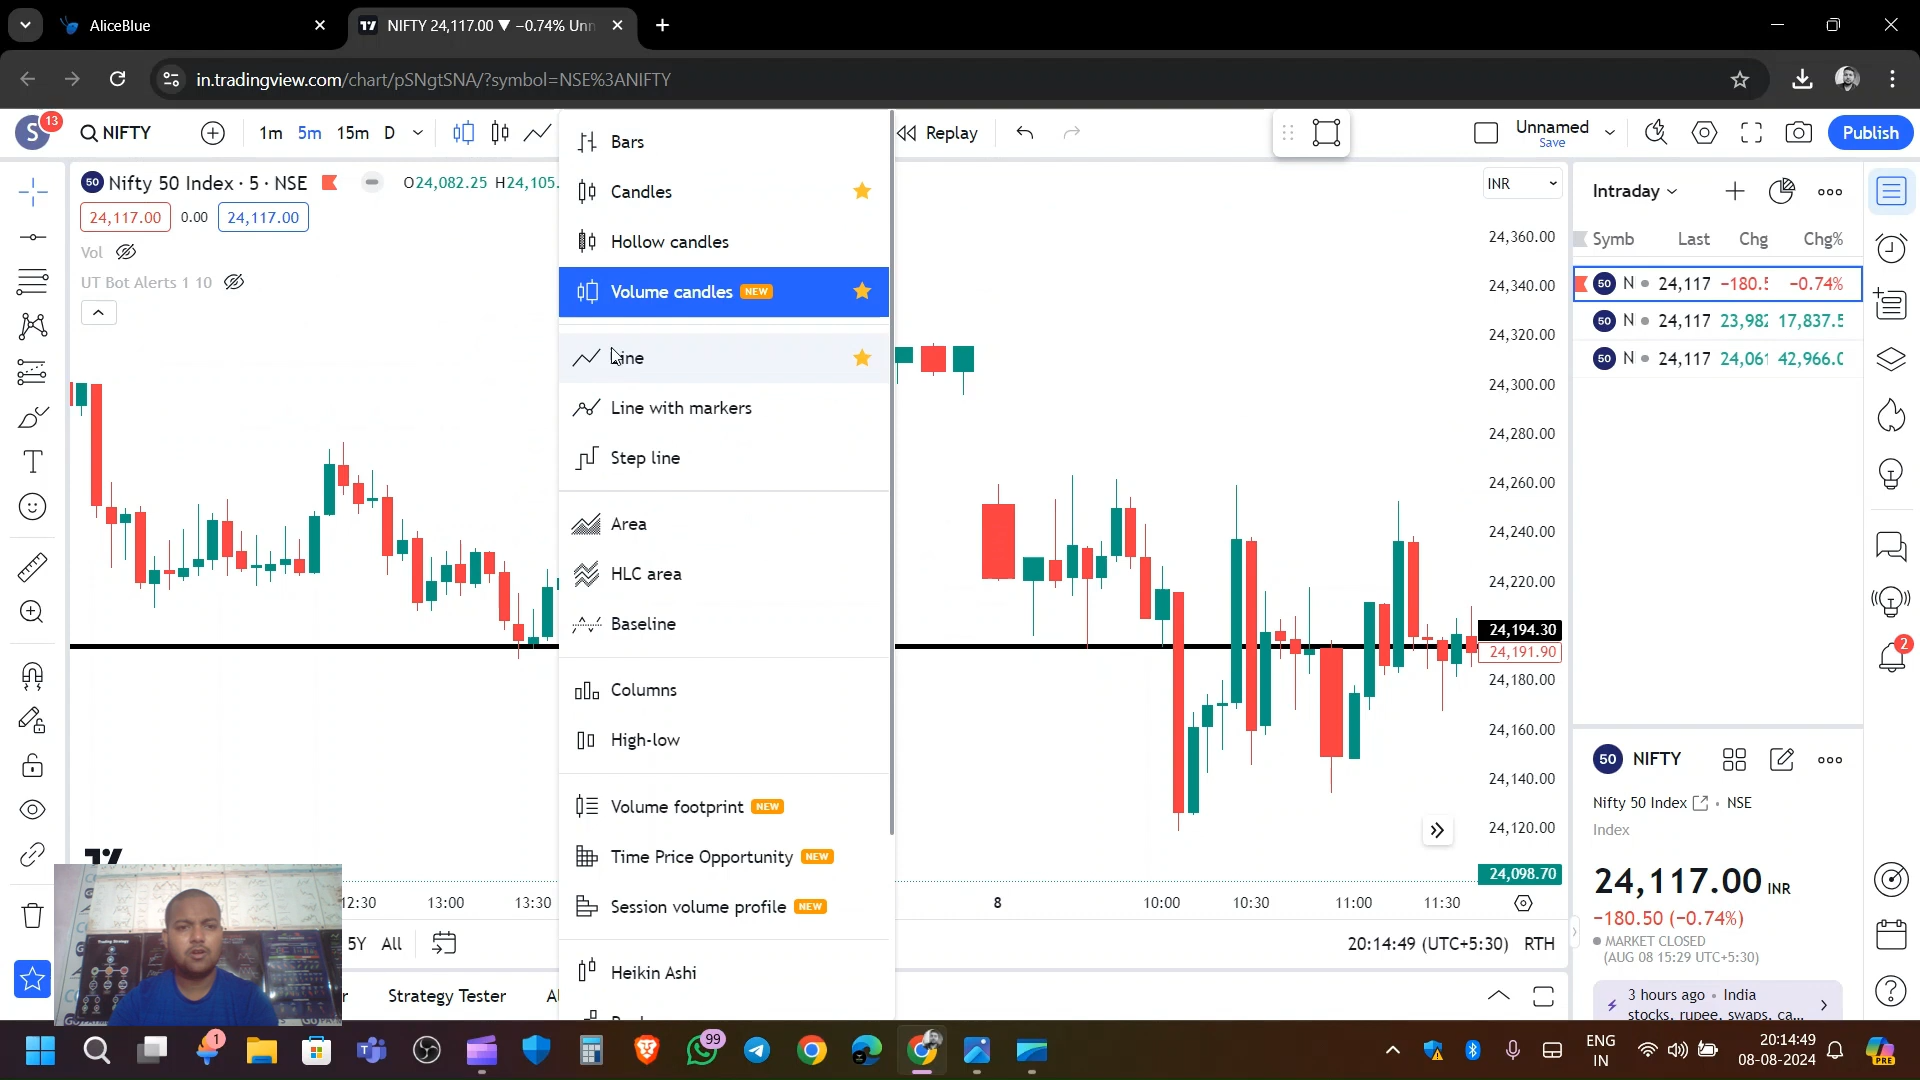 AliceBlue
NIFTY 24,117.00 ▼ −0.74% Unn
in.tradingview.com/chart/pSNgtSNA/?symbol=NSE%3ANIFTY
S 13
NIFTY
1m 5m 15m D
Replay
Unnamed
Save
Publish
50 Nifty 50 Index · 5 · NSE
O24,082.25 H24,105.
24,117.00 0.00 24,117.00
Vol
UT Bot Alerts 1 10
Bars
Candles
Hollow candles
Volume candles NEW
Line
Line with markers
Step line
Area
HLC area
Baseline
Columns
High-low
Volume footprint NEW
Time Price Opportunity NEW
Session volume profile NEW
Heikin Ashi
INR
24,360.00
24,340.00
24,320.00
24,300.00
24,280.00
24,260.00
24,240.00
24,220.00
24,194.30
24,191.90
24,180.00
24,160.00
24,140.00
24,120.00
24,098.70
12:30 13:00 13:30 8 10:00 10:30 11:00 11:30
5Y All
20:14:49 (UTC+5:30) RTH
Strategy Tester
Intraday
Symb Last Chg Chg%
50 N 24,117 −180.5 −0.74%
50 N 24,117 23,982 17,837.5
50 N 24,117 24,061 42,966.0
50 NIFTY
Nifty 50 Index · NSE
Index
24,117.00 INR
−180.50 (−0.74%)
MARKET CLOSED
(AUG 08 15:29 UTC+5:30)
3 hours ago · India
stocks, rupee, swaps, ca...
2
1
99
ENG
IN
20:14:49
08-08-2024
PRE